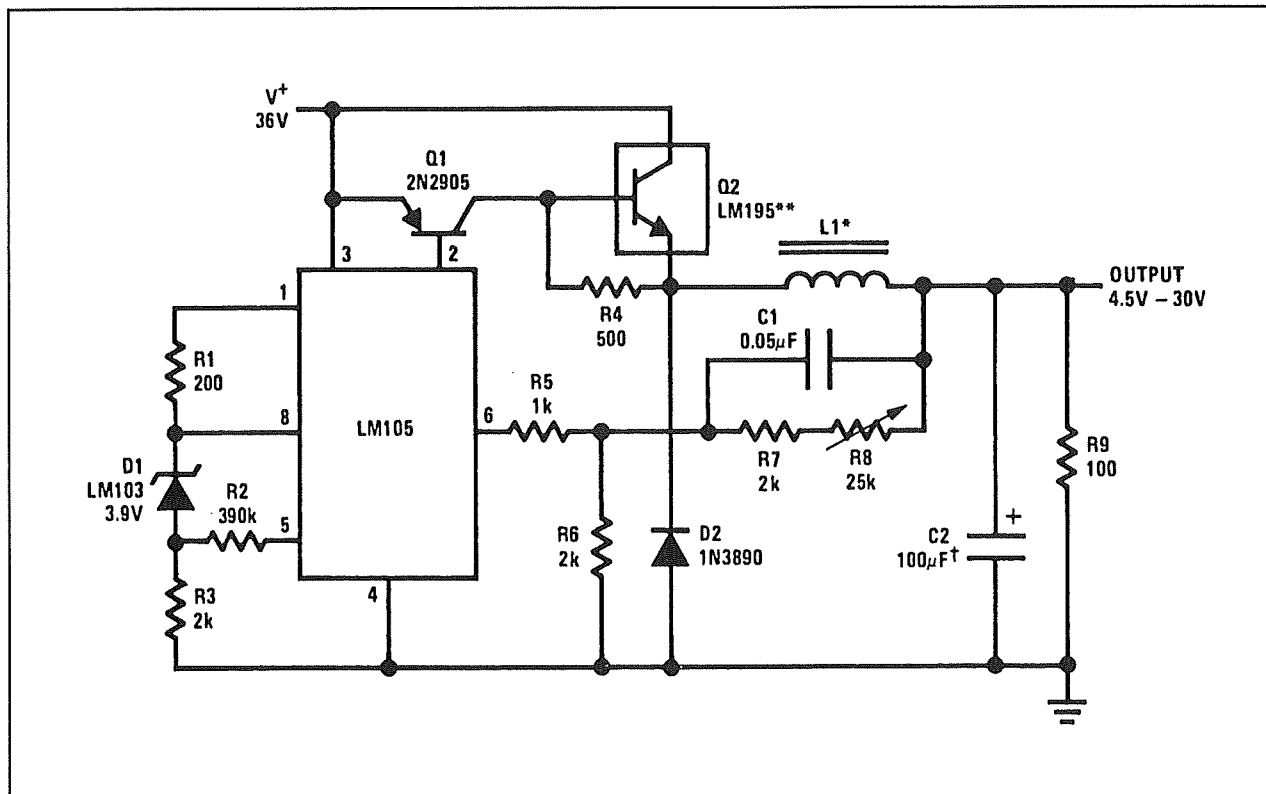 V+
36V
Q1
2N2905
Q2
LM195**
L1*
3
2
OUTPUT
4.5V – 30V
1
R4
500
C1
0.05μF
R1
200
R5
1k
8
LM105
6
R7
2k
R8
25k
R9
100
D1
LM103
3.9V
R2
390k
5
R6
2k
D2
1N3890
+
C2
100μF†
R3
2k
4